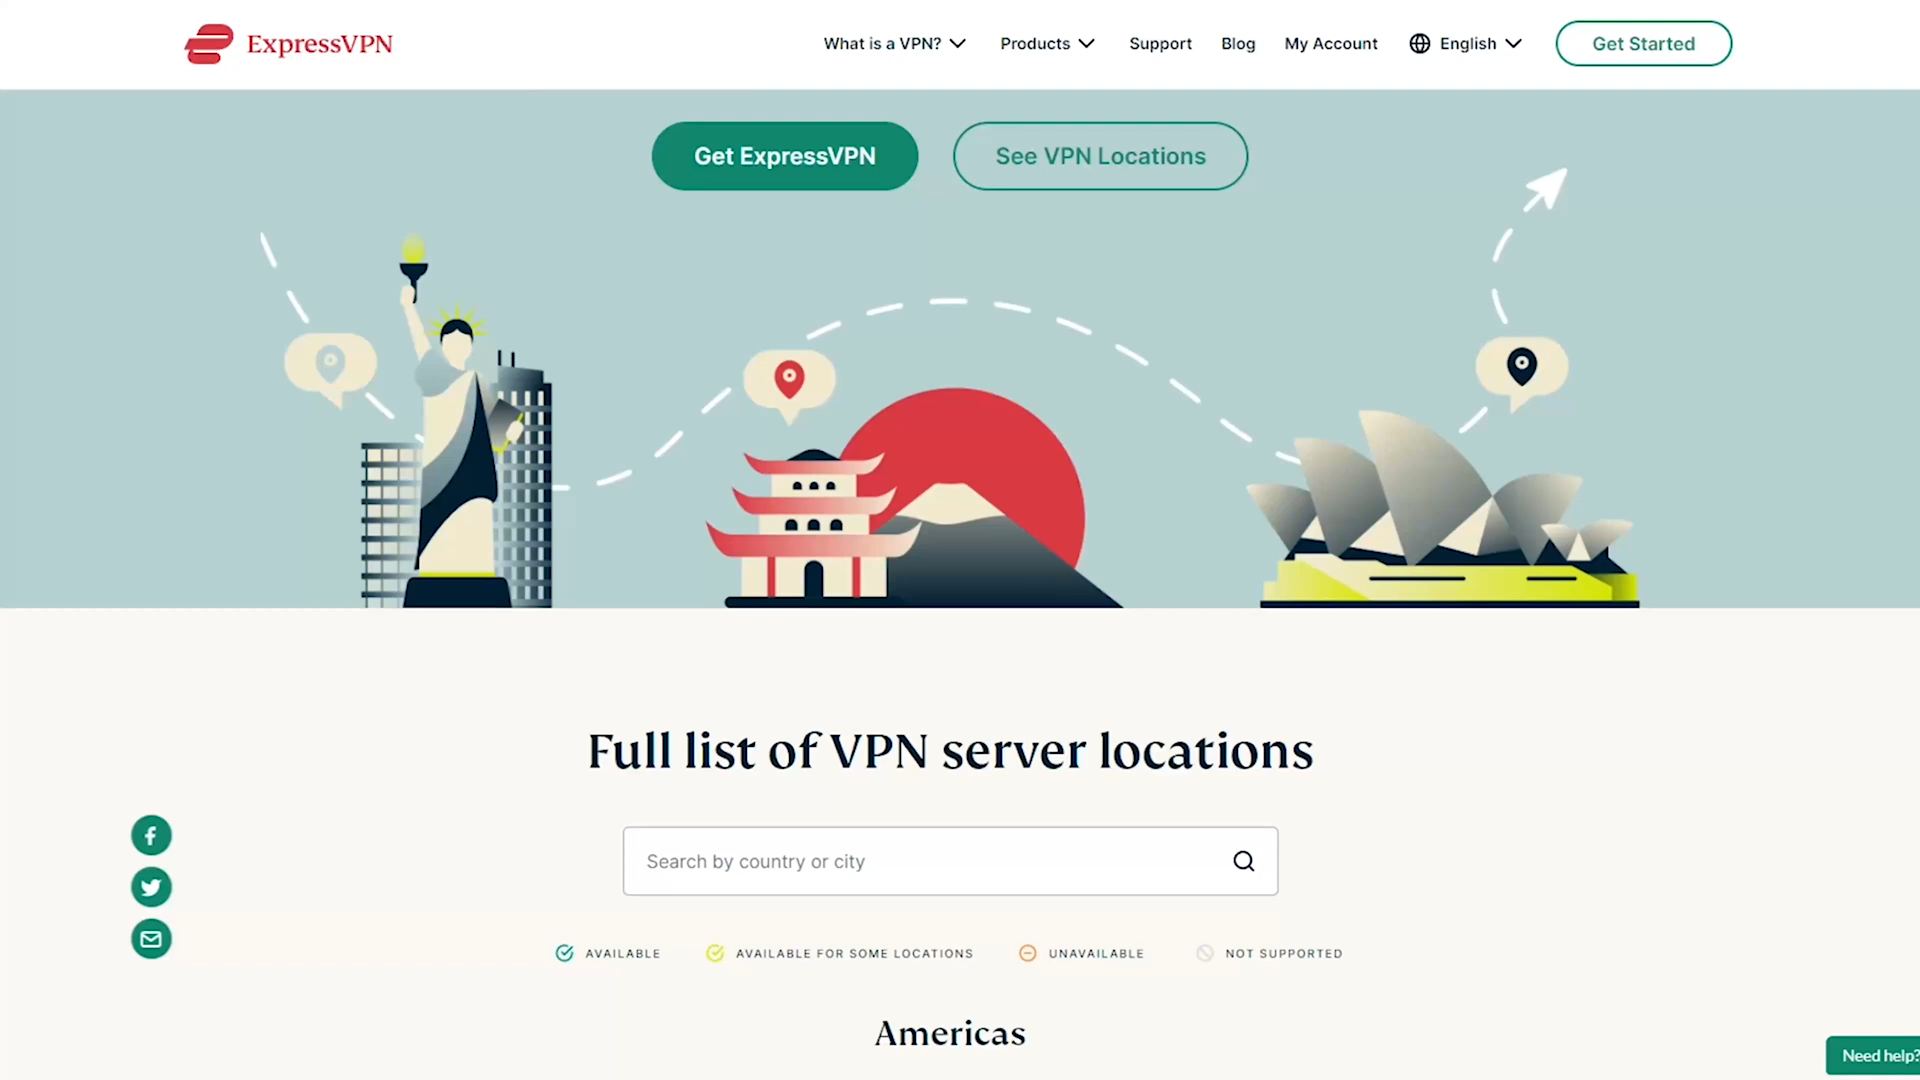 ExpressVPN
What is a VPN?
Products
Support
Blog
My Account
English
Get Started
Get ExpressVPN
See VPN Locations
Full list of VPN server locations
Search by country or city
AVAILABLE
AVAILABLE FOR SOME LOCATIONS
UNAVAILABLE
NOT SUPPORTED
Americas
Need help?